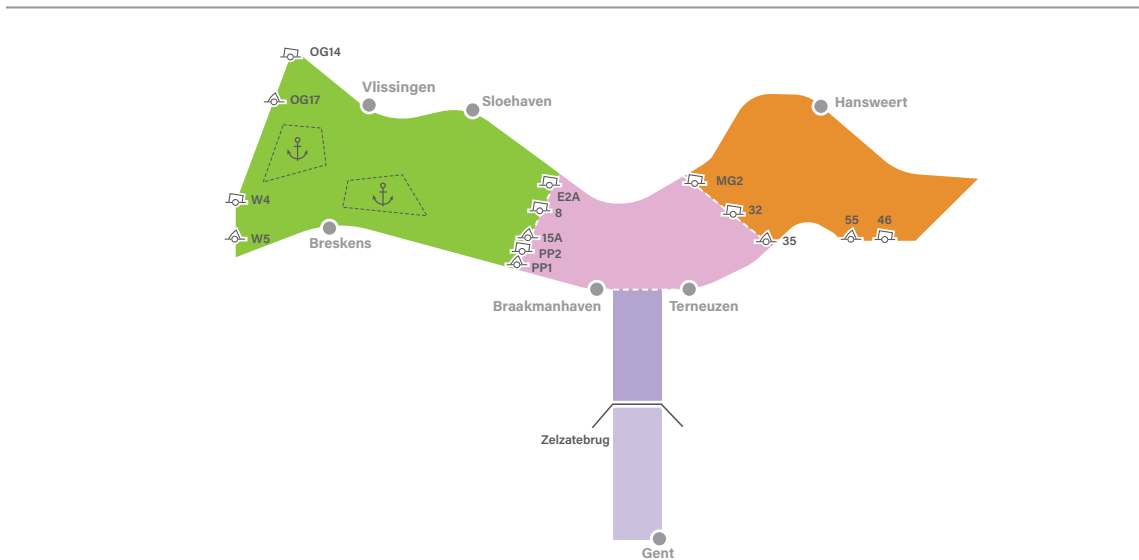 OG14
Vlissingen
OG17
Sloehaven
Hansweert
MG2
E2A
W4
8
32
55
46
W5
Breskens
15A
35
PP2
PP1
Braakmanhaven
Terneuzen
Zelzatebrug
Gent